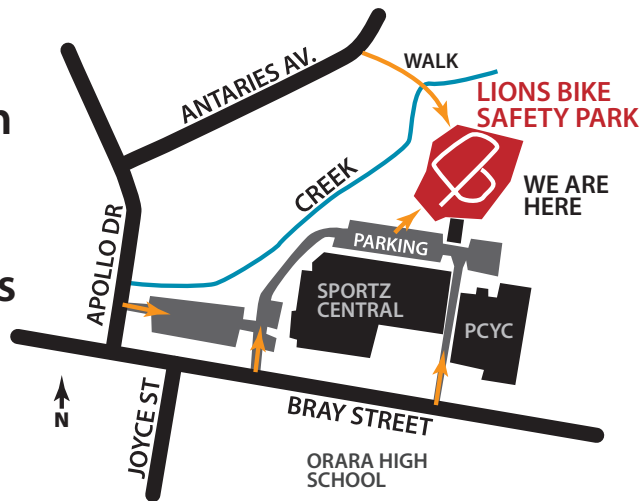 n
s
WALK
ANTARIES AV.
LIONS BIKE
SAFETY PARK
WE ARE
HERE
CREEK
PARKING
APOLLO DR
SPORTZ
CENTRAL
PCYC
N
JOYCE ST
BRAY STREET
ORARA HIGH
SCHOOL